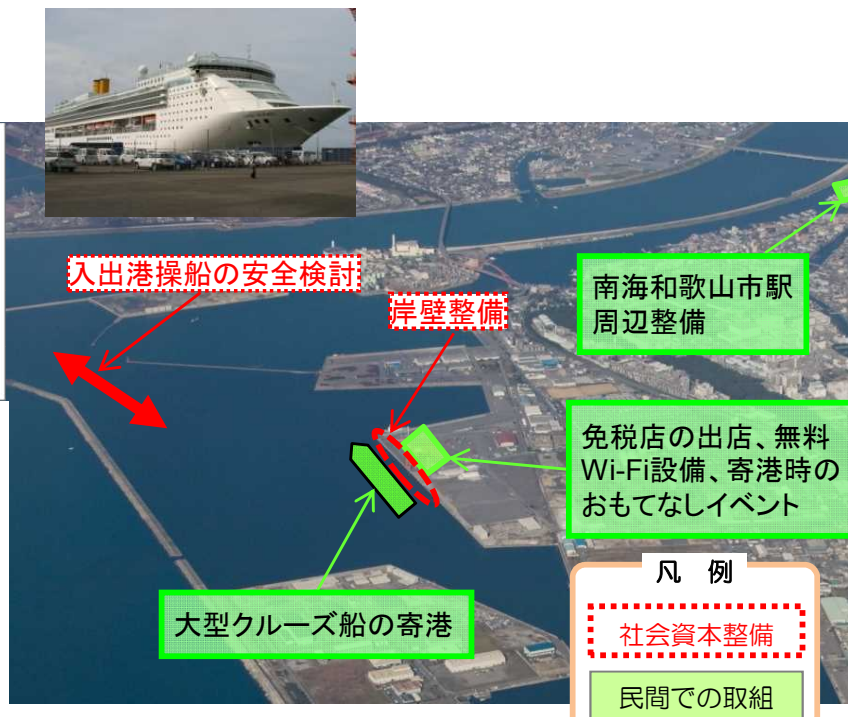 入出港操船の安全検討
岸壁整備
南海和歌山市駅
周辺整備
免税店の出店、無料
Wi-Fi設備、寄港時の
おもてなしイベント
大型クルーズ船の寄港
凡 例
社会資本整備
民間での取組